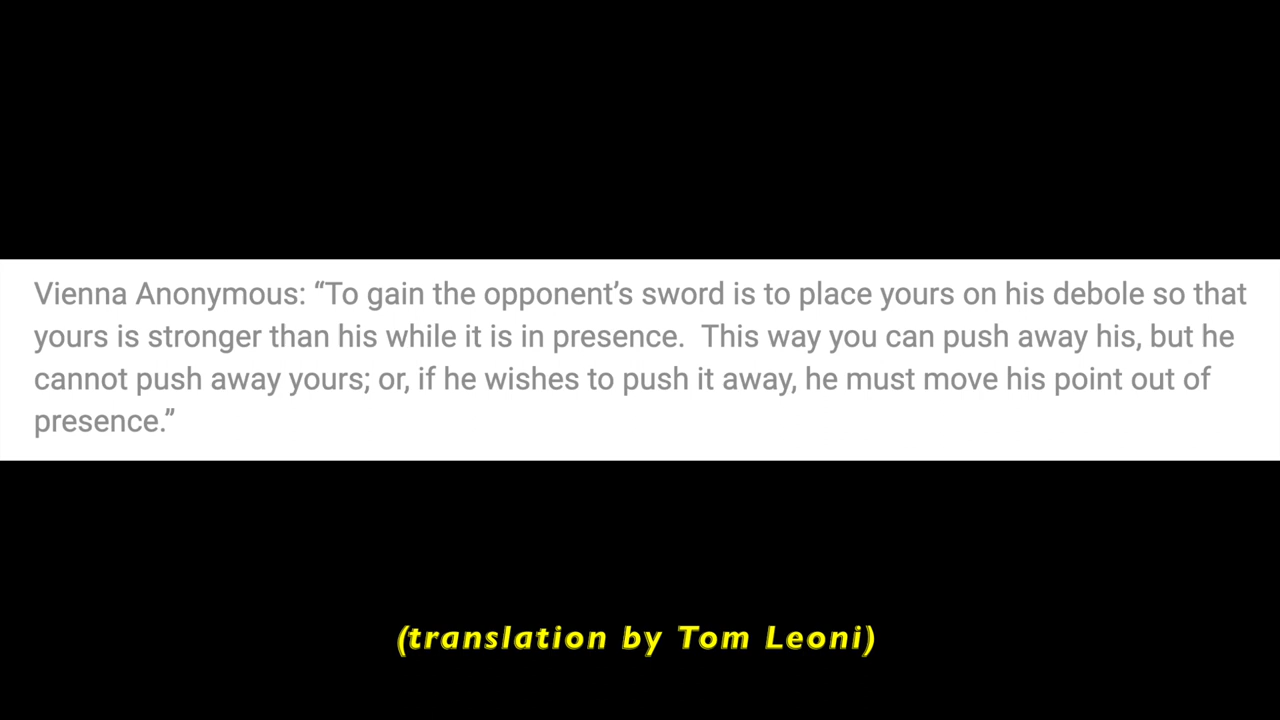 Vienna Anonymous: “To gain the opponent’s sword is to place yours on his debole so that
yours is stronger than his while it is in presence.  This way you can push away his, but he
cannot push away yours; or, if he wishes to push it away, he must move his point out of
presence.”
(translation by Tom Leoni)